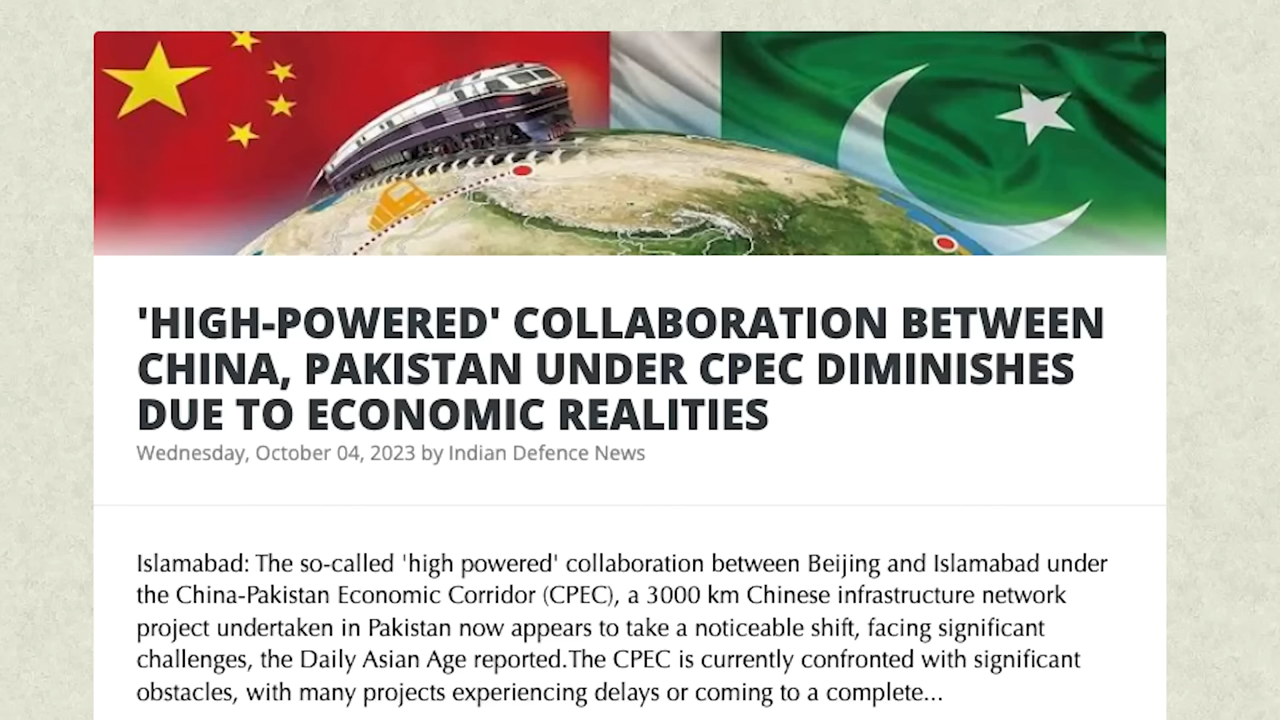 'HIGH-POWERED' COLLABORATION BETWEEN
CHINA, PAKISTAN UNDER CPEC DIMINISHES
DUE TO ECONOMIC REALITIES
Wednesday, October 04, 2023 by Indian Defence News
Islamabad: The so-called 'high powered' collaboration between Beijing and Islamabad under
the China-Pakistan Economic Corridor (CPEC), a 3000 km Chinese infrastructure network
project undertaken in Pakistan now appears to take a noticeable shift, facing significant
challenges, the Daily Asian Age reported.The CPEC is currently confronted with significant
obstacles, with many projects experiencing delays or coming to a complete...